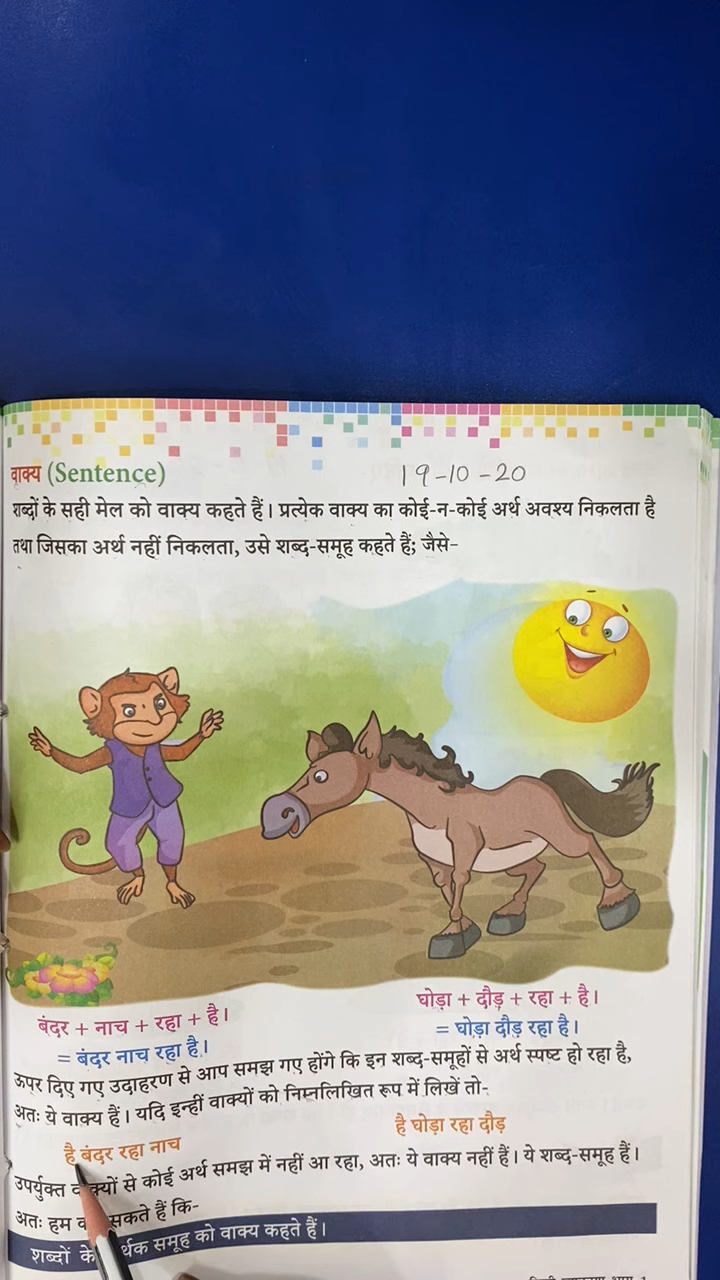 वाक्य (Sentence)
19-10-20
शब्दों के सही मेल को वाक्य कहते हैं। प्रत्येक वाक्य का कोई-न-कोई अर्थ अवश्य निकलता है
तथा जिसका अर्थ नहीं निकलता, उसे शब्द-समूह कहते हैं; जैसे-
बंदर + नाच + रहा + है।
= बंदर नाच रहा है।
घोड़ा + दौड़ + रहा + है।
= घोड़ा दौड़ रहा है।
ऊपर दिए गए उदाहरण से आप समझ गए होंगे कि इन शब्द-समूहों से अर्थ स्पष्ट हो रहा है,
अतः ये वाक्य हैं। यदि इन्हीं वाक्यों को निम्नलिखित रूप में लिखें तो-
है बंदर रहा नाच
है घोड़ा रहा दौड़
उपर्युक्त वाक्यों से कोई अर्थ समझ में नहीं आ रहा, अतः ये वाक्य नहीं हैं। ये शब्द-समूह हैं।
अतः हम सकते हैं कि-
शब्दों के समूह को वाक्य कहते हैं।